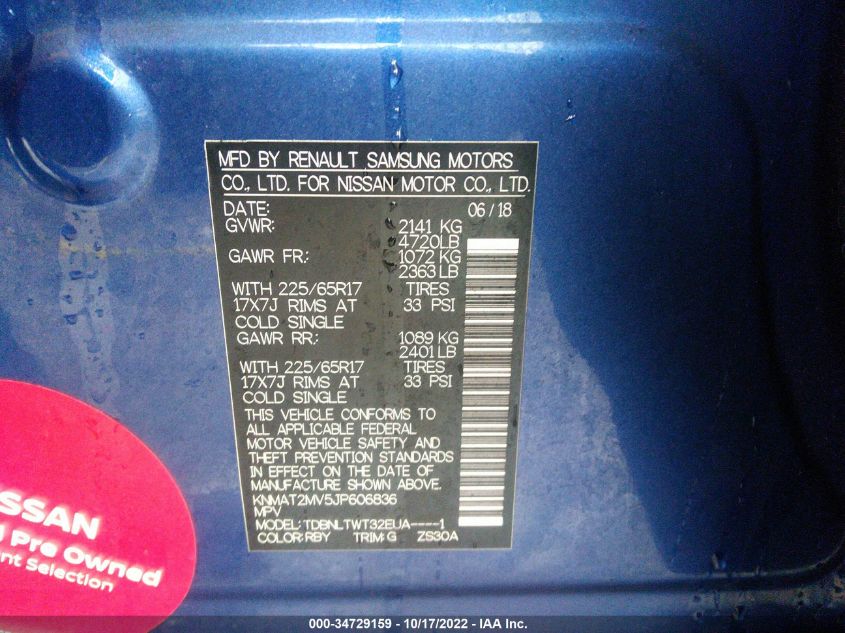 MFD BY RENAULT SAMSUNG MOTORS
CO., LTD. FOR NISSAN MOTOR CO., LTD.
DATE: 06/18
GVWR: 2141 KG
4720LB
GAWR FR: 1072 KG
2363LB
WITH 225/65R17 TIRES
17X7J RIMS AT 33 PSI
COLD SINGLE
GAWR RR: 1089 KG
2401LB
WITH 225/65R17 TIRES
17X7J RIMS AT 33 PSI
COLD SINGLE
THIS VEHICLE CONFORMS TO
ALL APPLICABLE FEDERAL
MOTOR VEHICLE SAFETY AND
THEFT PREVENTION STANDARDS
IN EFFECT ON THE DATE OF
MANUFACTURE SHOWN ABOVE.
KNMAT2MV5JP606836
MPV
MODEL: TDBNLTWT32EUA----1
COLOR: RBY TRIM: G ZS30A
SSAN
Pre Owned
nt Selection
000-34729159 - 10/17/2022 - IAA Inc.